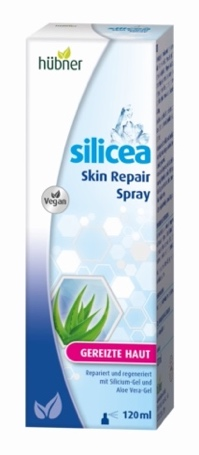 hübner
silicea
Skin Repair
Spray
Vegan
GEREIZTE HAUT
Repariert und regeneriert
mit Silicium-Gel und
Aloe Vera-Gel
120 ml